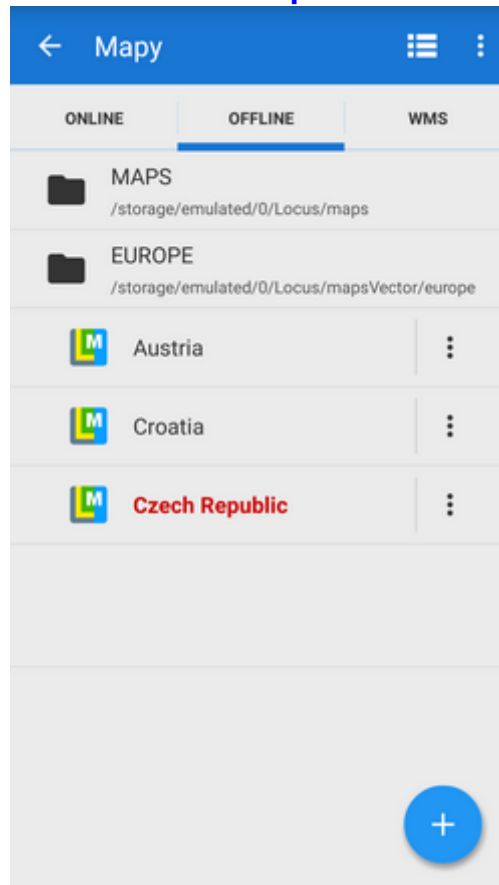 Mapy
ONLINE OFFLINE WMS
MAPS
/storage/emulated/0/Locus/maps
EUROPE
/storage/emulated/0/Locus/mapsVector/europe
Austria
Croatia
Czech Republic